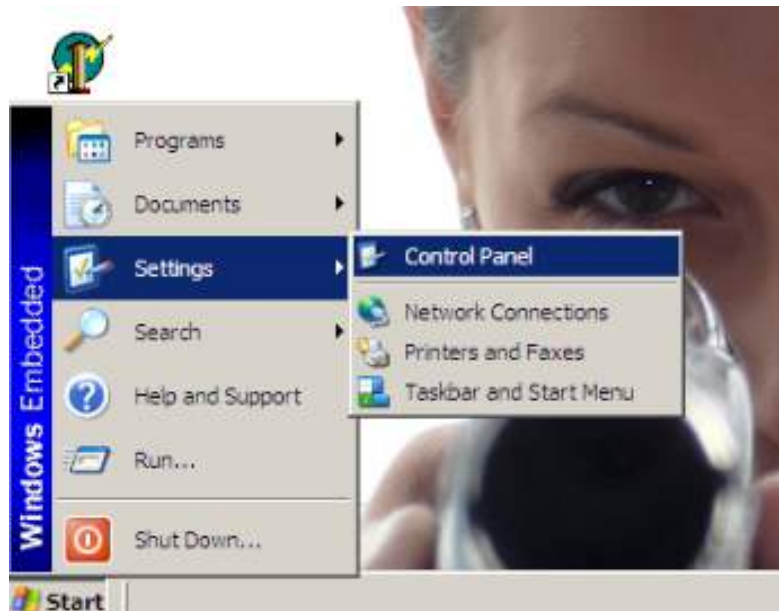 Programs
Documents
Settings
Search
Help and Support
Run...
Shut Down...
Windows Embedded
Control Panel
Network Connections
Printers and Faxes
Taskbar and Start Menu
Start